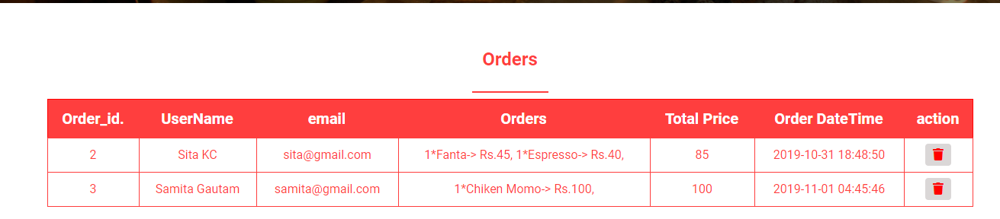 Orders
Order_id. UserName email Orders Total Price Order DateTime action
2 Sita KC sita@gmail.com 1*Fanta-> Rs.45, 1*Espresso-> Rs.40, 85 2019-10-31 18:48:50
3 Samita Gautam samita@gmail.com 1*Chiken Momo-> Rs.100, 100 2019-11-01 04:45:46